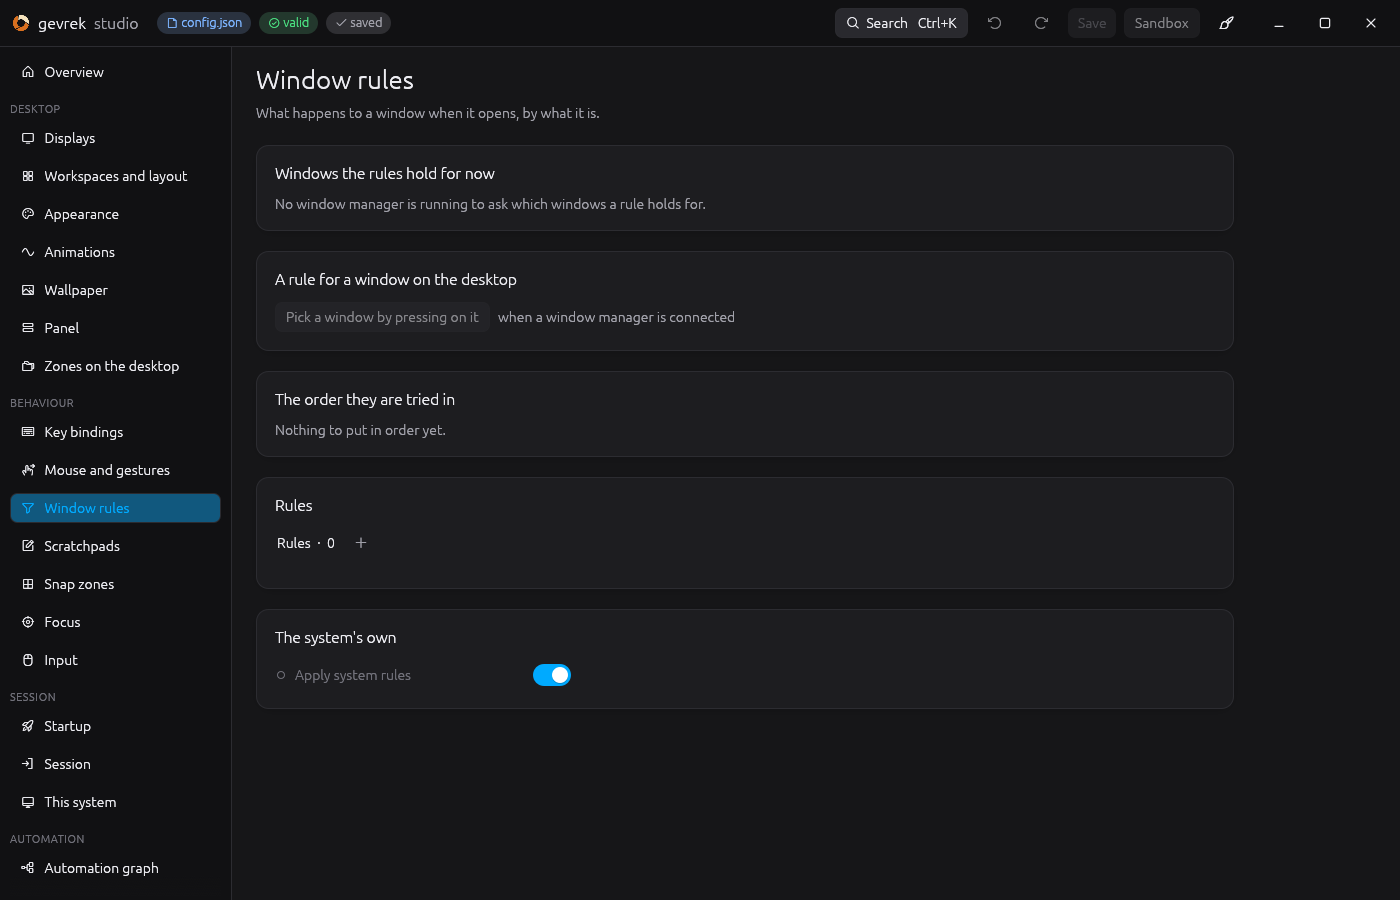 gevrek studio config.json valid saved Search Ctrl+K Save Sandbox
Overview
DESKTOP
Displays
Workspaces and layout
Appearance
Animations
Wallpaper
Panel
Zones on the desktop
BEHAVIOUR
Key bindings
Mouse and gestures
Window rules
Scratchpads
Snap zones
Focus
Input
SESSION
Startup
Session
This system
AUTOMATION
Automation graph
Window rules
What happens to a window when it opens, by what it is.
Windows the rules hold for now
No window manager is running to ask which windows a rule holds for.
A rule for a window on the desktop
Pick a window by pressing on it when a window manager is connected
The order they are tried in
Nothing to put in order yet.
Rules
Rules · 0
The system's own
Apply system rules